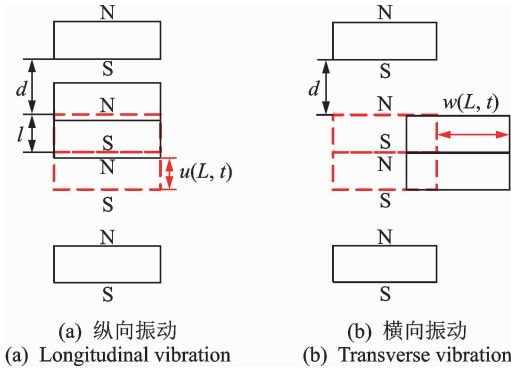 N
S
d
N
l
S
N
u(L, t)
S
N
S
(a) 纵向振动
(a) Longitudinal vibration
N
S
d
N
w(L, t)
S
N
S
N
S
(b) 横向振动
(b) Transverse vibration